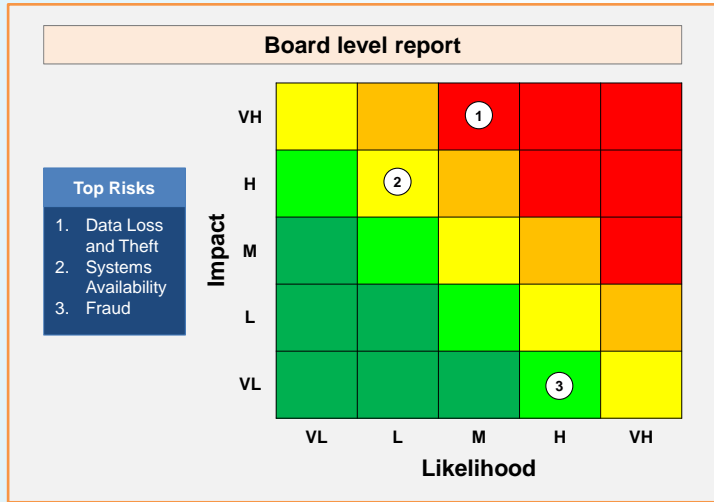 Board level report
Top Risks
1. Data Loss
and Theft
2. Systems
Availability
3. Fraud
Impact
VH
1
H
2
M
L
VL
3
VL L M H VH
Likelihood